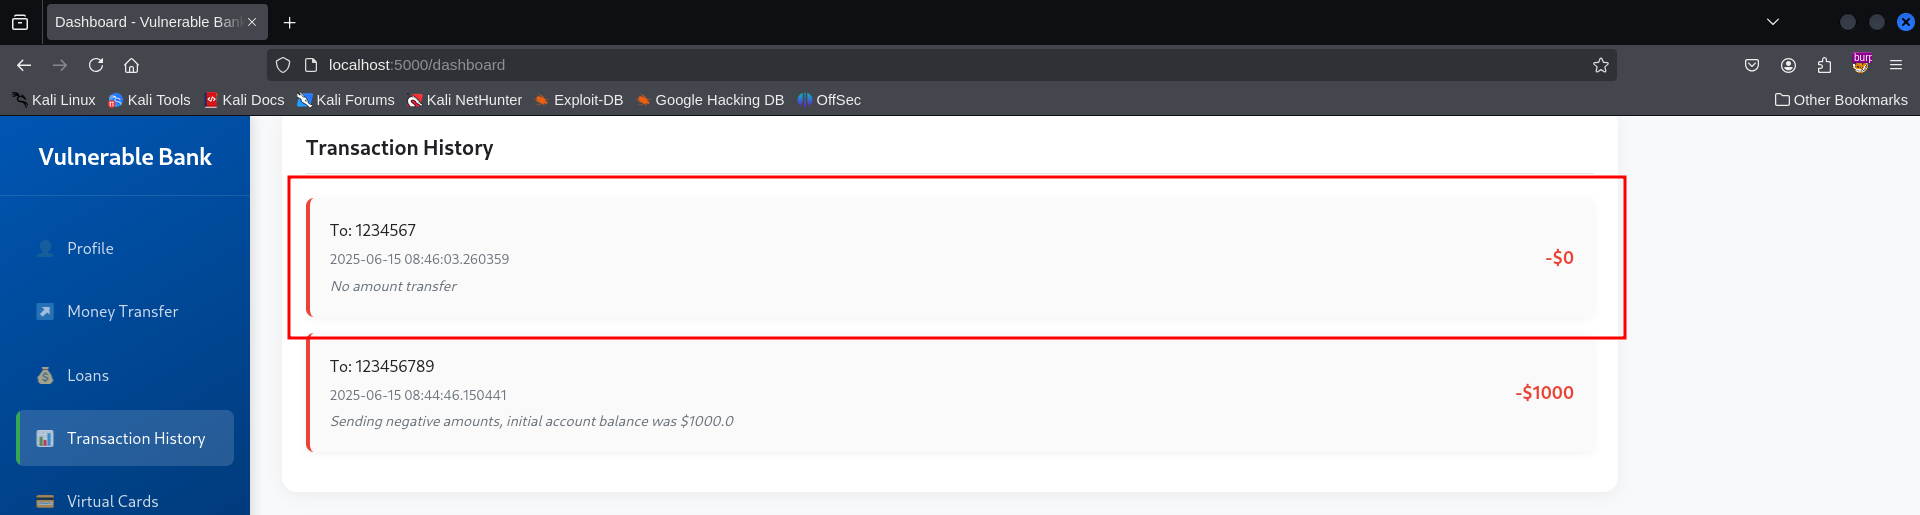 Dashboard - Vulnerable Bank
localhost:5000/dashboard
burp
Kali Linux Kali Tools Kali Docs Kali Forums Kali NetHunter Exploit-DB Google Hacking DB OffSec Other Bookmarks
Vulnerable Bank
Profile
Money Transfer
Loans
Transaction History
Virtual Cards
Transaction History
To: 1234567
2025-06-15 08:46:03.260359
No amount transfer
-$0
To: 123456789
2025-06-15 08:44:46.150441
Sending negative amounts, initial account balance was $1000.0
-$1000